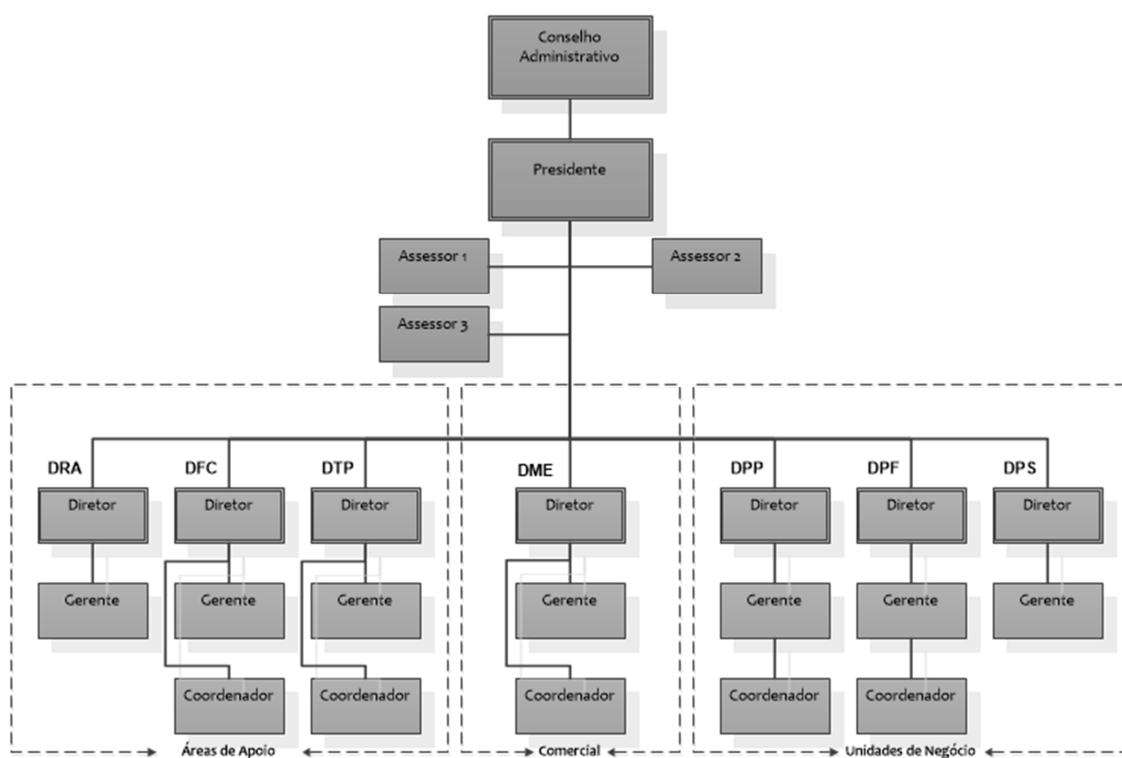 Conselho
Administrativo
Presidente
Assessor 1
Assessor 2
Assessor 3
DRA
DFC
DTP
DME
DPP
DPF
DPS
Diretor
Diretor
Diretor
Diretor
Diretor
Diretor
Diretor
Gerente
Gerente
Gerente
Gerente
Gerente
Gerente
Gerente
Coordenador
Coordenador
Coordenador
Coordenador
Coordenador
Áreas de Apoio
Comercial
Unidades de Negócio